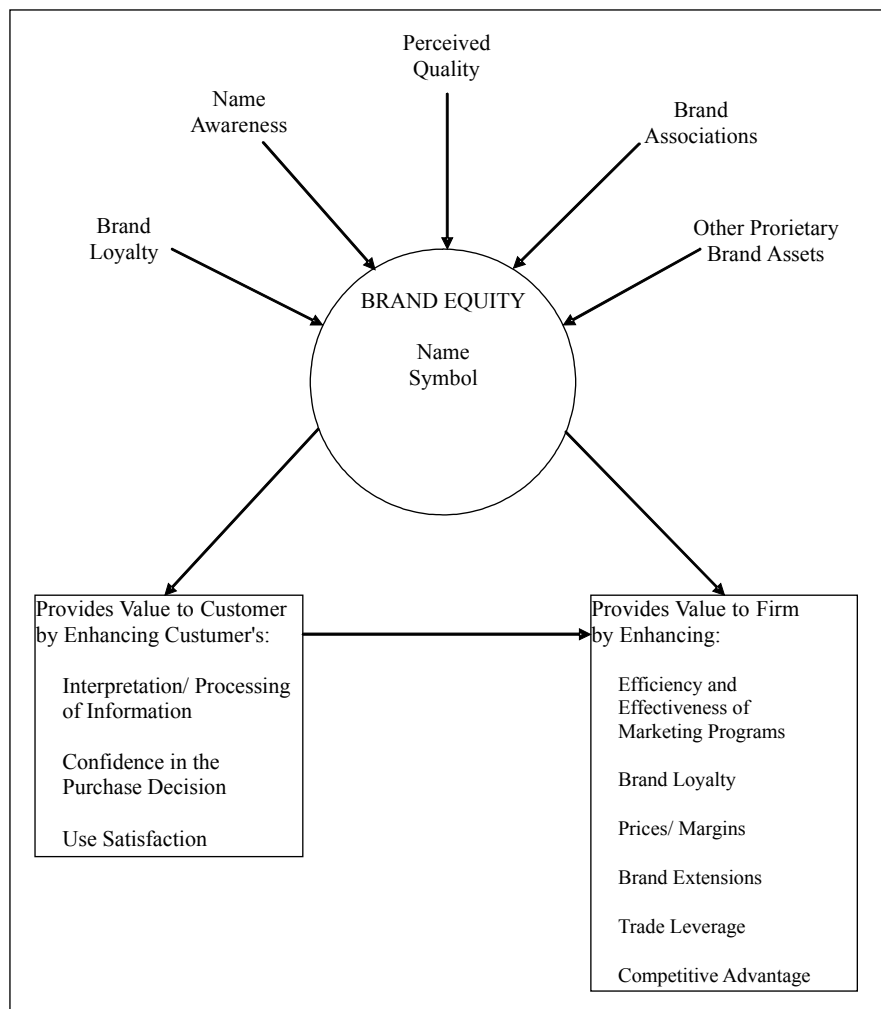 Perceived
Quality
Name
Awareness
Brand
Associations
Brand
Loyalty
Other Prorietary
Brand Assets
BRAND EQUITY
Name
Symbol
Provides Value to Customer
by Enhancing Custumer's:
Interpretation/ Processing
of Information
Confidence in the
Purchase Decision
Use Satisfaction
Provides Value to Firm
by Enhancing:
Efficiency and
Effectiveness of
Marketing Programs
Brand Loyalty
Prices/ Margins
Brand Extensions
Trade Leverage
Competitive Advantage